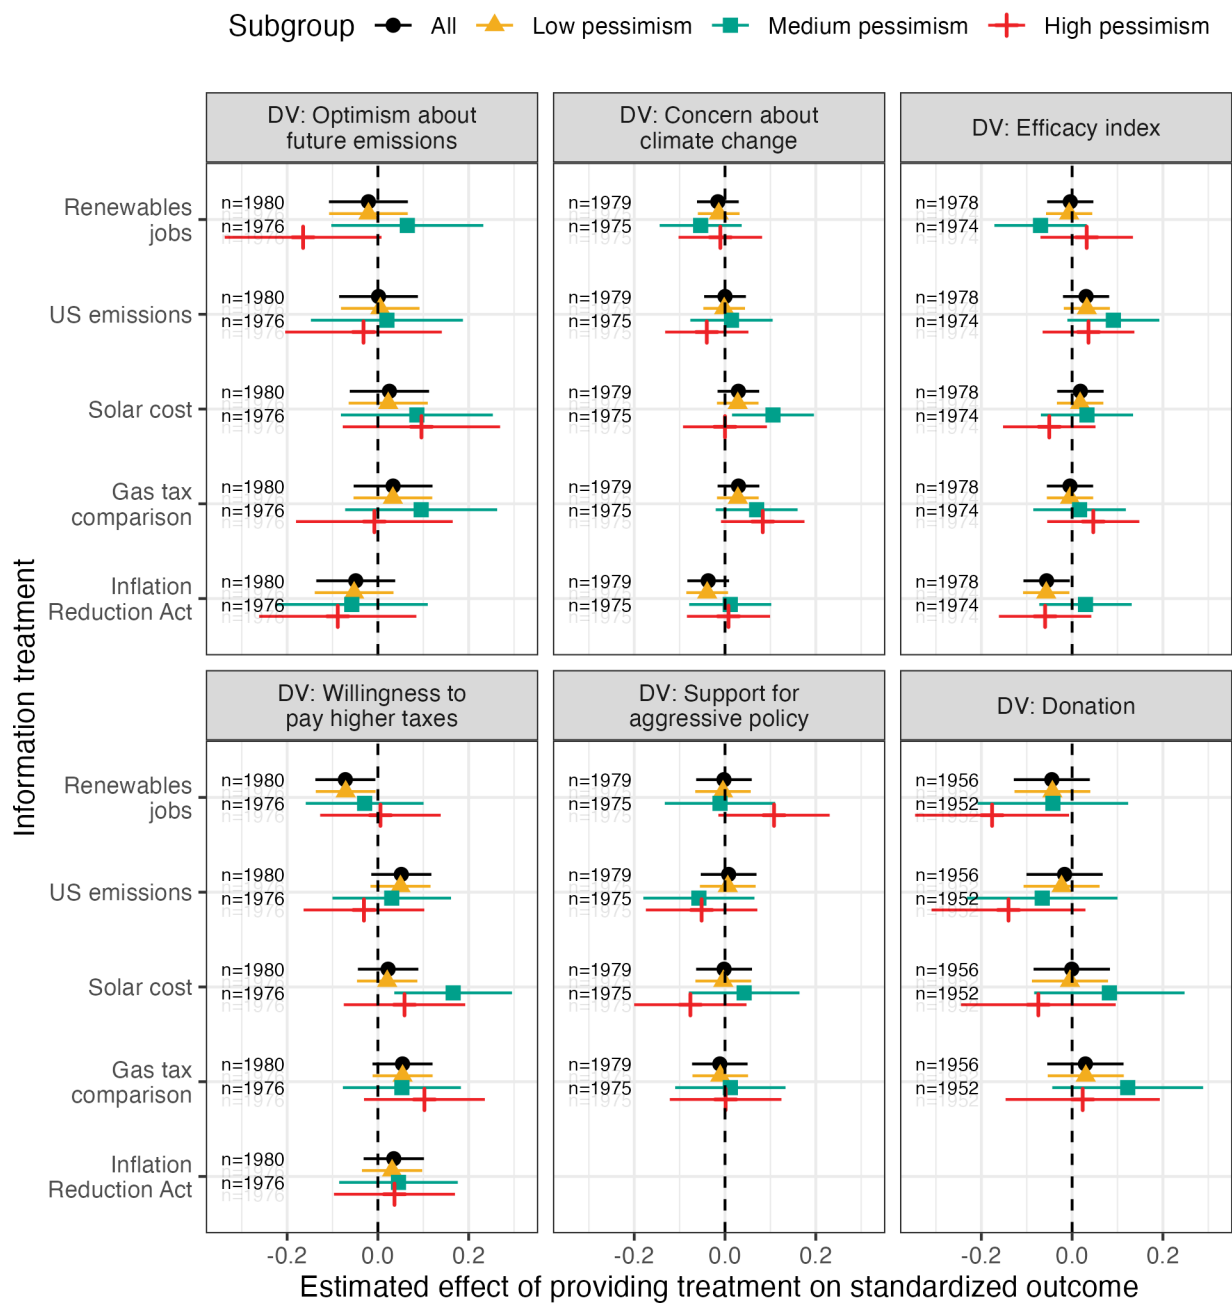 Subgroup All Low pessimism Medium pessimism High pessimism
DV: Optimism about
future emissions
DV: Concern about
climate change
DV: Efficacy index
Renewables
jobs
n=1980
n=1976
n=1979
n=1975
n=1978
n=1974
US emissions
n=1980
n=1976
n=1979
n=1975
n=1978
n=1974
Solar cost
n=1980
n=1976
n=1979
n=1975
n=1978
n=1974
Gas tax
comparison
n=1980
n=1976
n=1979
n=1975
n=1978
n=1974
Inflation
Reduction Act
n=1980
n=1976
n=1979
n=1975
n=1978
n=1974
Information treatment
DV: Willingness to
pay higher taxes
DV: Support for
aggressive policy
DV: Donation
Renewables
jobs
n=1980
n=1976
n=1979
n=1975
n=1956
n=1952
US emissions
n=1980
n=1976
n=1979
n=1975
n=1956
n=1952
Solar cost
n=1980
n=1976
n=1979
n=1975
n=1956
n=1952
Gas tax
comparison
n=1980
n=1976
n=1979
n=1975
n=1956
n=1952
Inflation
Reduction Act
n=1980
n=1976
-0.2 0.0 0.2
-0.2 0.0 0.2
-0.2 0.0 0.2
Estimated effect of providing treatment on standardized outcome